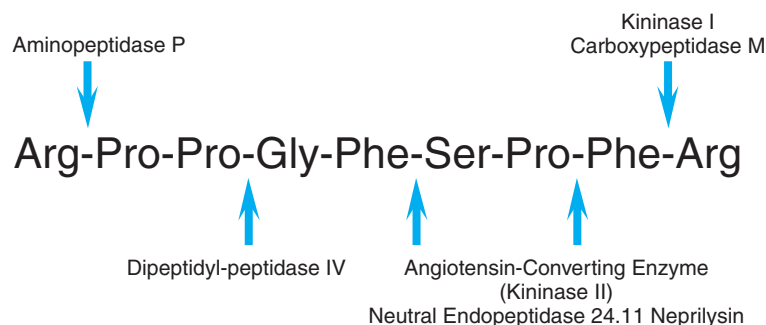 Aminopeptidase P
Kininase I
Carboxypeptidase M
Arg-Pro-Pro-Gly-Phe-Ser-Pro-Phe-Arg
Dipeptidyl-peptidase IV
Angiotensin-Converting Enzyme
(Kininase II)
Neutral Endopeptidase 24.11 Neprilysin